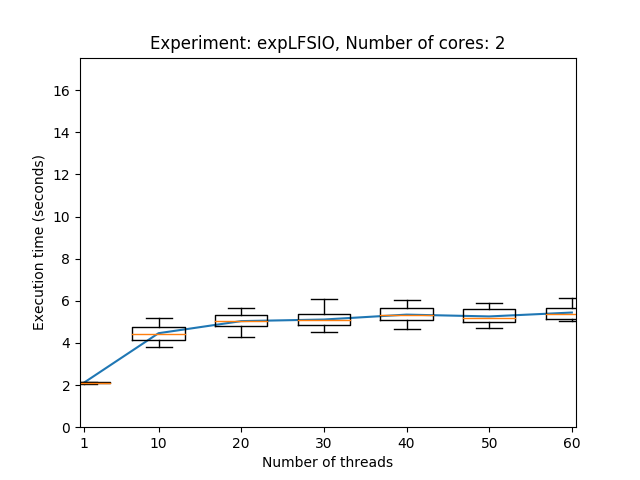 Experiment: expLFSIO, Number of cores: 2
Execution time (seconds)
16
14
12
10
8
6
4
2
0
1 10 20 30 40 50 60
Number of threads